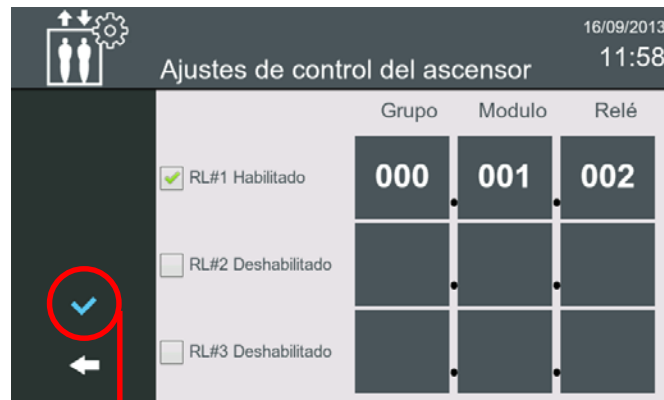 16/09/2013
11:58
Ajustes de control del ascensor
Grupo Modulo Relé
RL#1 Habilitado 000 . 001 . 002
RL#2 Deshabilitado . .
RL#3 Deshabilitado . .